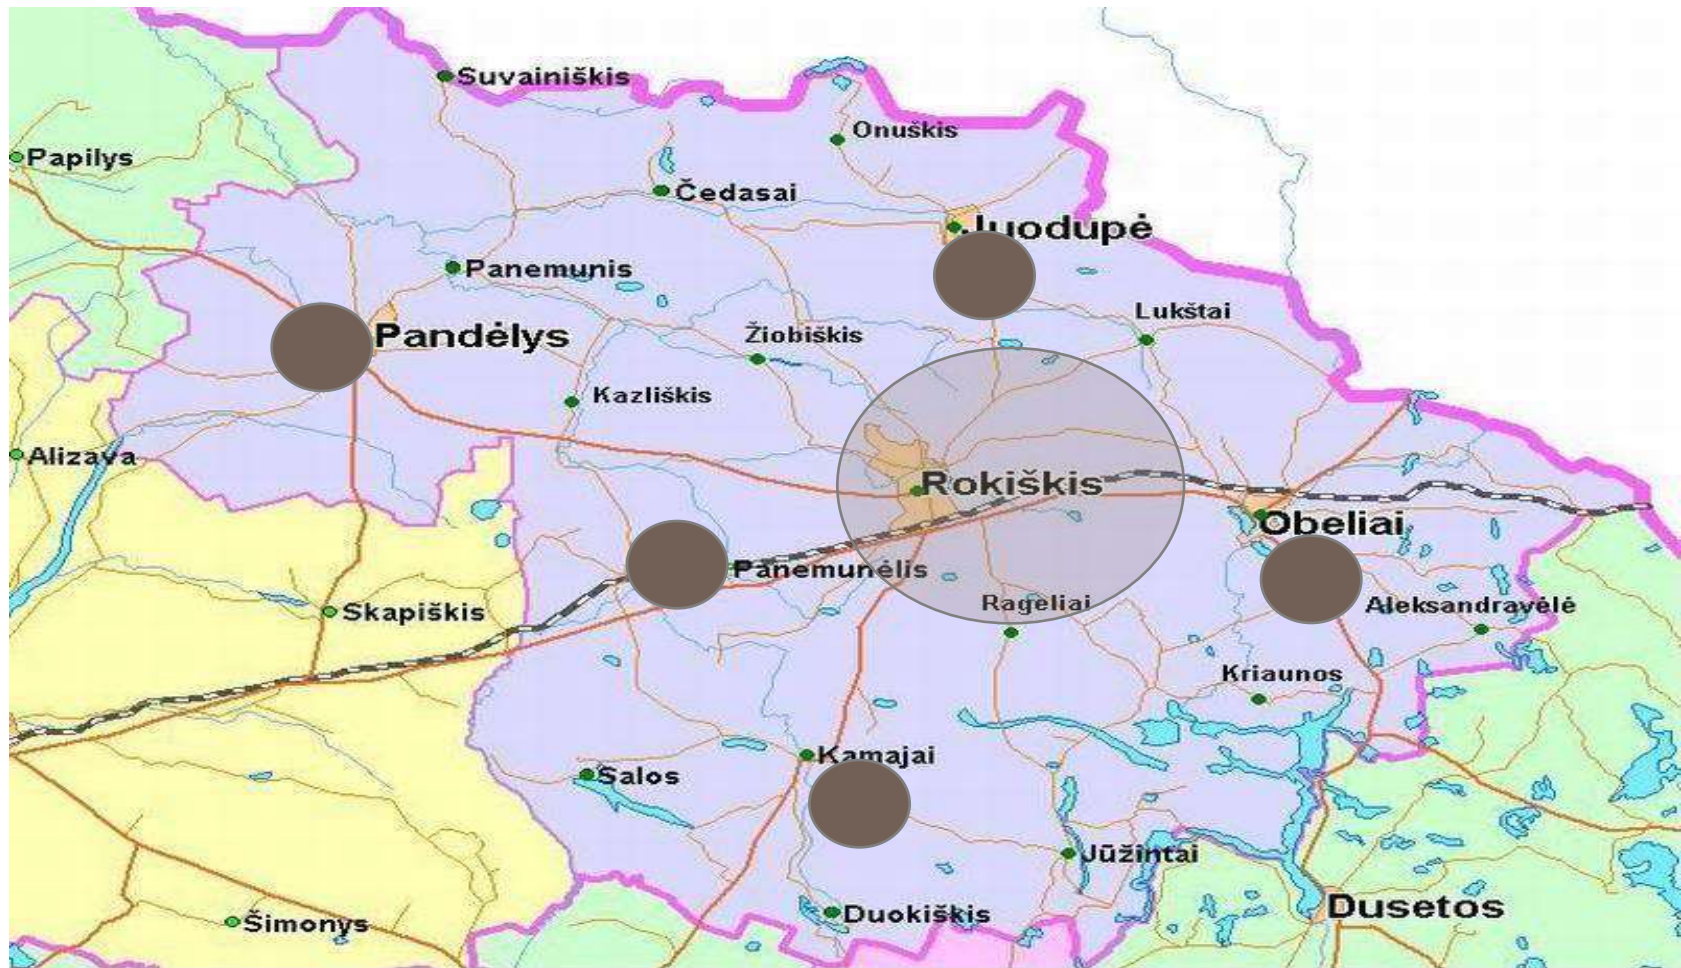 Suvainiškis
Onuškis
Papilys
Čedasai
Juodupė
Panemunis
Lukštai
Pandėlys
Žiobiškis
Kazliškis
Alizava
Rokiškis
Obeliai
Panemunėlis
Rageliai
Aleksandravėlė
Skapiškis
Kriaunos
Kamajai
Salos
Jūžintai
Duokiškis
Dusetos
Šimonys